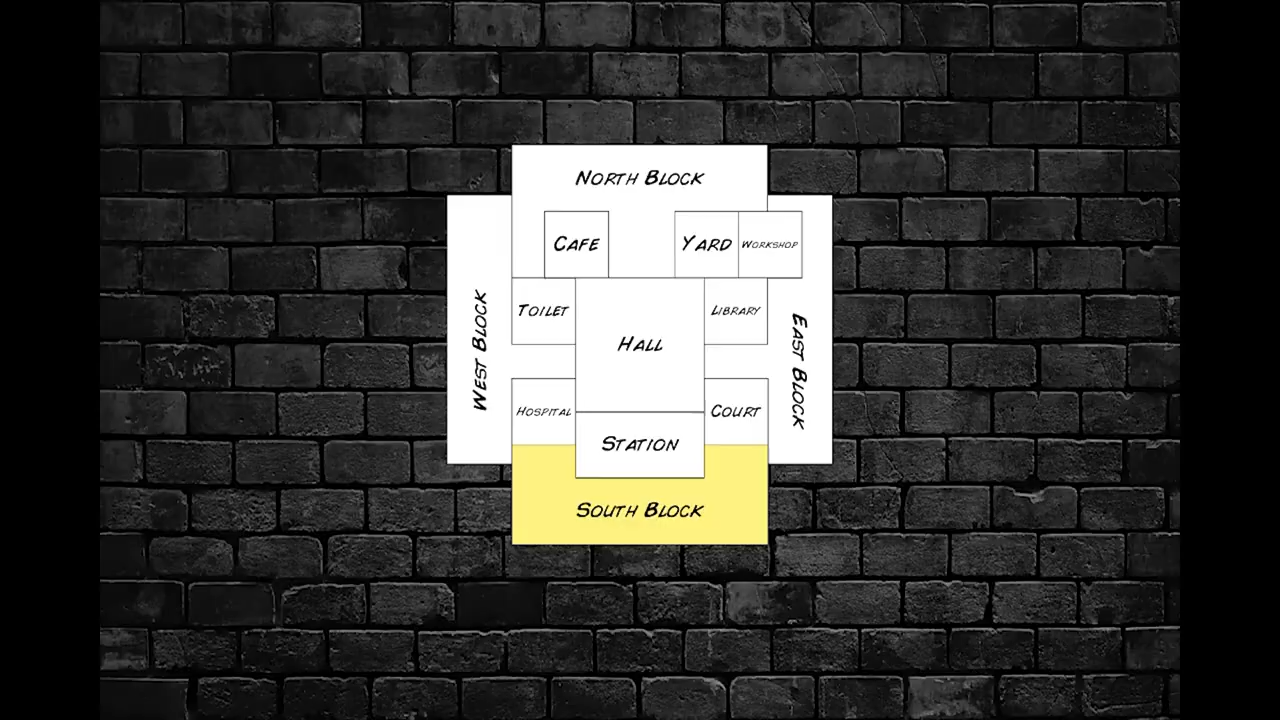 NORTH BLOCK
CAFE
YARD
WORKSHOP
TOILET
LIBRARY
WEST BLOCK
HALL
EAST BLOCK
HOSPITAL
COURT
STATION
SOUTH BLOCK